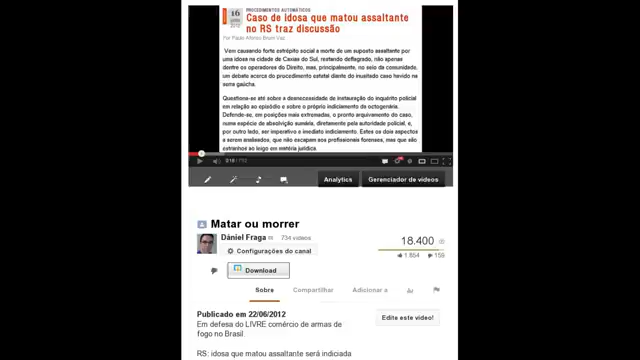 PROCEDIMENTOS AUTOMÁTICOS
16
2012
Caso de idosa que matou assaltante
no RS traz discussão
Por Paulo Afonso Brum Vaz
Vem causando forte estrépito social a morte de um suposto assaltante por
uma idosa na cidade de Caxias do Sul, restando deflagrado, não apenas
dentre os operadores do Direito, mas, principalmente, no seio da comunidade,
um debate acerca do procedimento estatal diante do inusitado caso havido na
serra gaúcha.
Questiona-se até sobre a desnecessidade de instauração do inquérito policial
em relação ao episódio e sobre o próprio indiciamento da octogenária.
Defende-se, em posições mais extremadas, o pronto arquivamento do caso,
numa espécie de absolvição sumária, diretamente pela autoridade policial, e,
por outro lado, ser imperativo o imediato indiciamento. Estes os dois aspectos
a serem analisados, que não escapam aos profissionais forenses, mas que são
estranhos ao leigo em matéria jurídica.
Analytics
Gerenciador de vídeos
Matar ou morrer
Dâniel Fraga
734 vídeos
18.400
Configurações do canal
1.864
159
Download
Sobre
Compartilhar
Adicionar a
Publicado em 22/06/2012
Edite este vídeo!
Em defesa do LIVRE comércio de armas de
fogo no Brasil.
RS: idosa que matou assaltante será indiciada